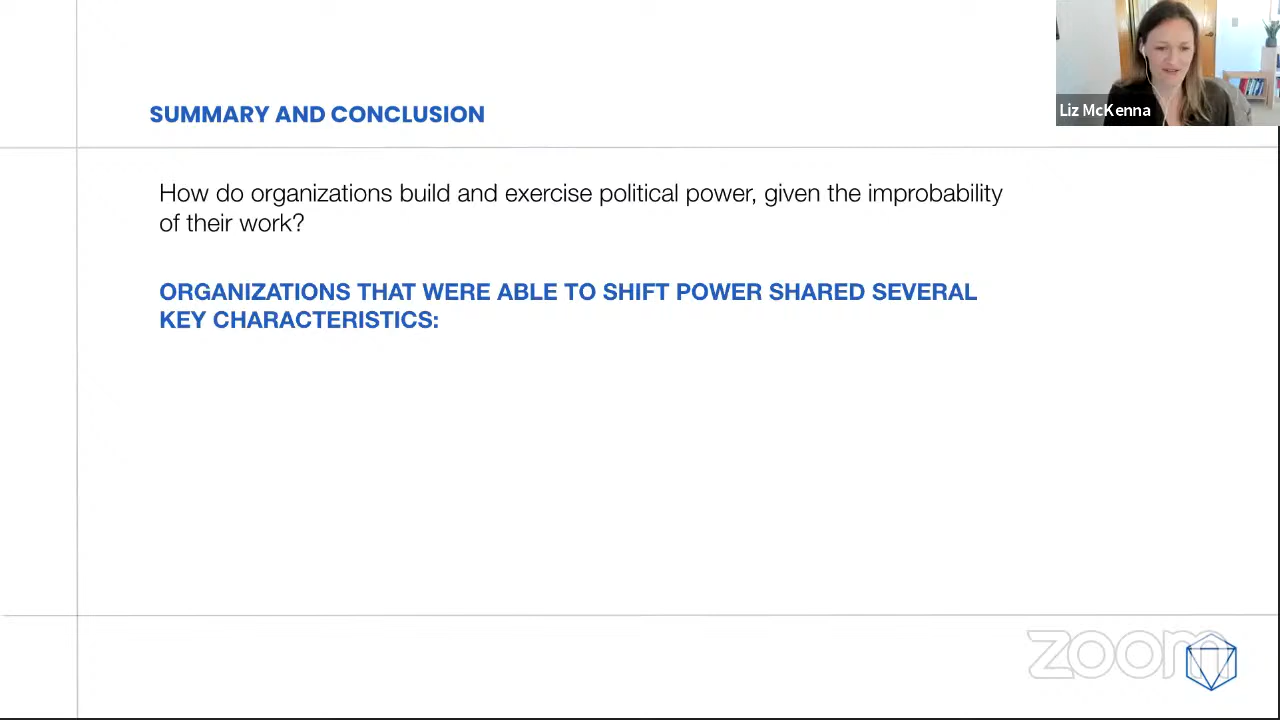 Liz McKenna
SUMMARY AND CONCLUSION
How do organizations build and exercise political power, given the improbability
of their work?
ORGANIZATIONS THAT WERE ABLE TO SHIFT POWER SHARED SEVERAL
KEY CHARACTERISTICS:
zoom